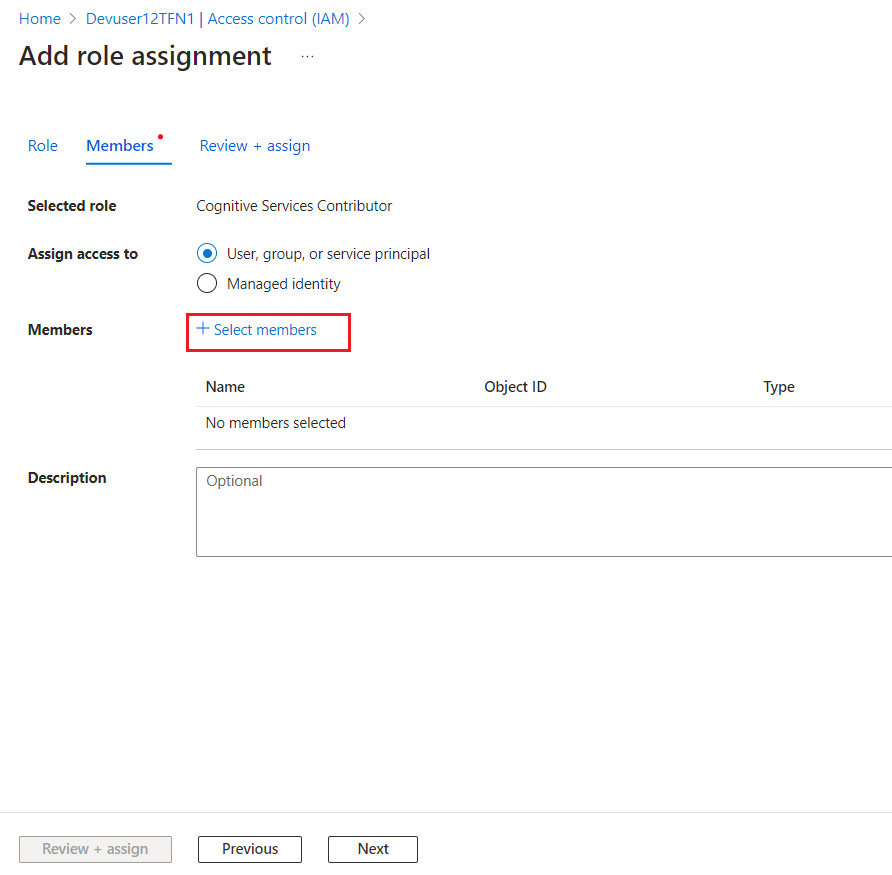 Home > Devuser12TFN1 | Access control (IAM) >
Add role assignment ...
Role Members Review + assign
Selected role Cognitive Services Contributor
Assign access to User, group, or service principal
Managed identity
Members + Select members
Name Object ID Type
No members selected
Description Optional
Review + assign Previous Next